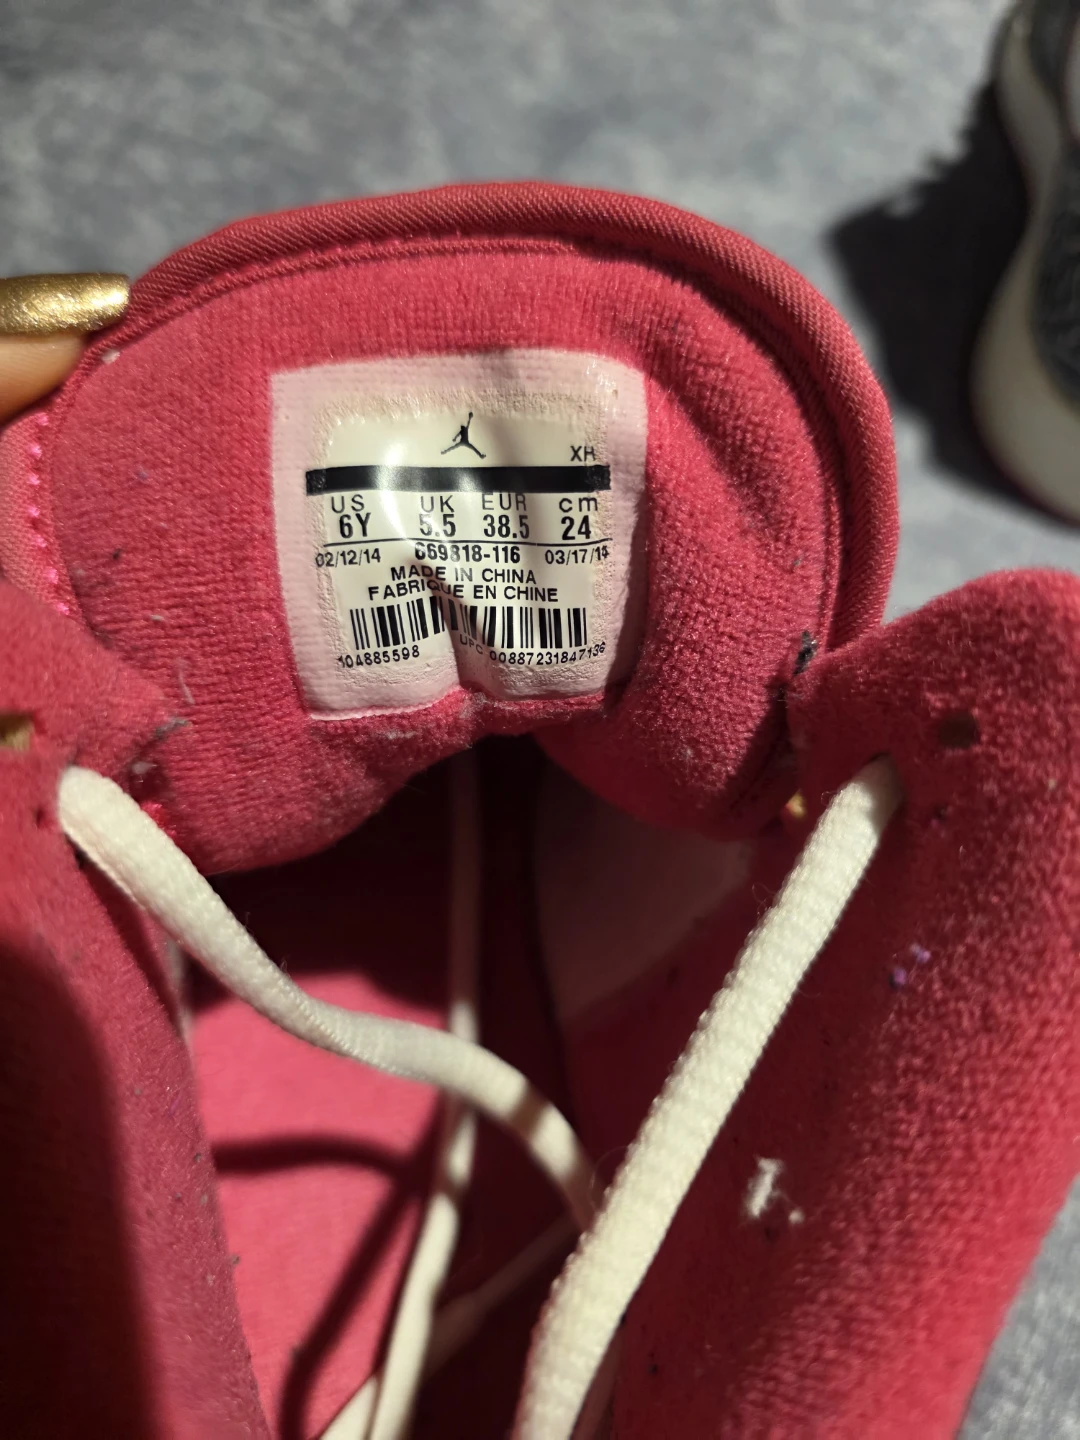 XH
US UK EUR cm
6Y 5.5 38.5 24
02/12/14 669818-116 03/17/14
MADE IN CHINA
FABRIQUE EN CHINE
104885598 UPC 00887231847136